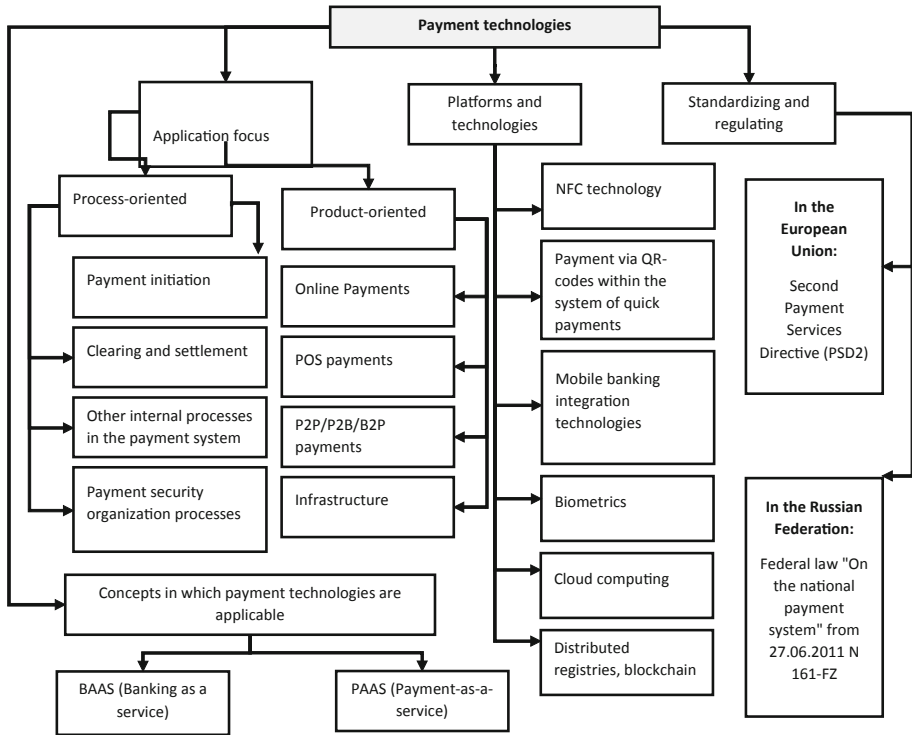 Payment technologies
Application focus
Platforms and
technologies
Standardizing and
regulating
Process-oriented
Product-oriented
Payment initiation
Clearing and settlement
Other internal processes
in the payment system
Payment security
organization processes
Online Payments
POS payments
P2P/P2B/B2P
payments
Infrastructure
NFC technology
Payment via QR-
codes within the
system of quick
payments
Mobile banking
integration
technologies
Biometrics
Cloud computing
Distributed
registries, blockchain
In the
European
Union:
Second
Payment
Services
Directive (PSD2)
In the Russian
Federation:
Federal law "On
the national
payment
system" from
27.06.2011 N
161-FZ
Concepts in which payment technologies are
applicable
BAAS (Banking as a
service)
PAAS (Payment-as-a-
service)